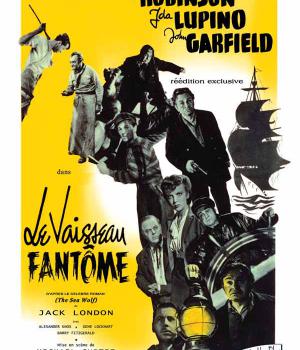 ROBINSON
Ida
LUPINO
John
GARFIELD
réédition exclusive
dans
Le Vaisseau
FANTÔME
D'APRÈS LE CELEBRE ROMAN
(The Sea Wolf)
de
JACK LONDON
avec
ALEXANDER KNOX GENE LOCKHART
BARRY FITZGERALD
Mise en scène de